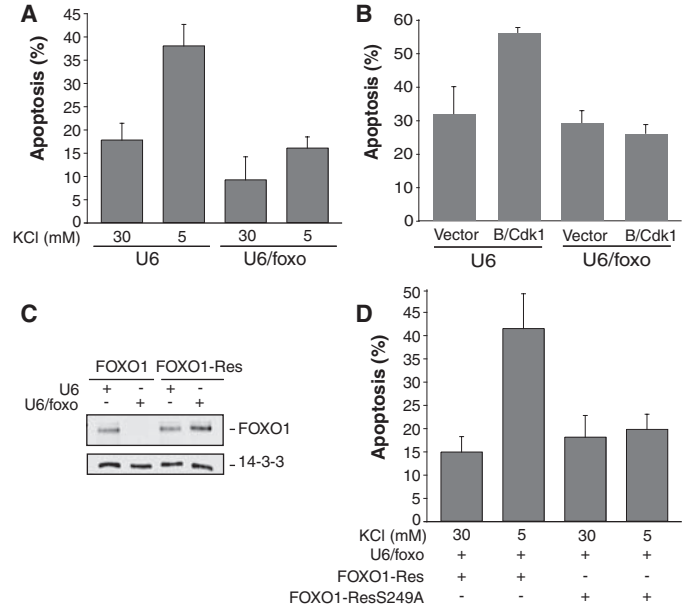 A
Apoptosis (%)
45
40
35
30
25
20
15
10
5
0
KCl (mM) 30 5 30 5
U6 U6/foxo
B
Apoptosis (%)
60
50
40
30
20
10
0
Vector B/Cdk1 Vector B/Cdk1
U6 U6/foxo
C
FOXO1 FOXO1-Res
U6 + - + -
U6/foxo - + - +
- FOXO1
- 14-3-3
D
Apoptosis (%)
50
45
40
35
30
25
20
15
10
5
0
KCl (mM) 30 5 30 5
U6/foxo + + + +
FOXO1-Res + + - -
FOXO1-ResS249A - - + +